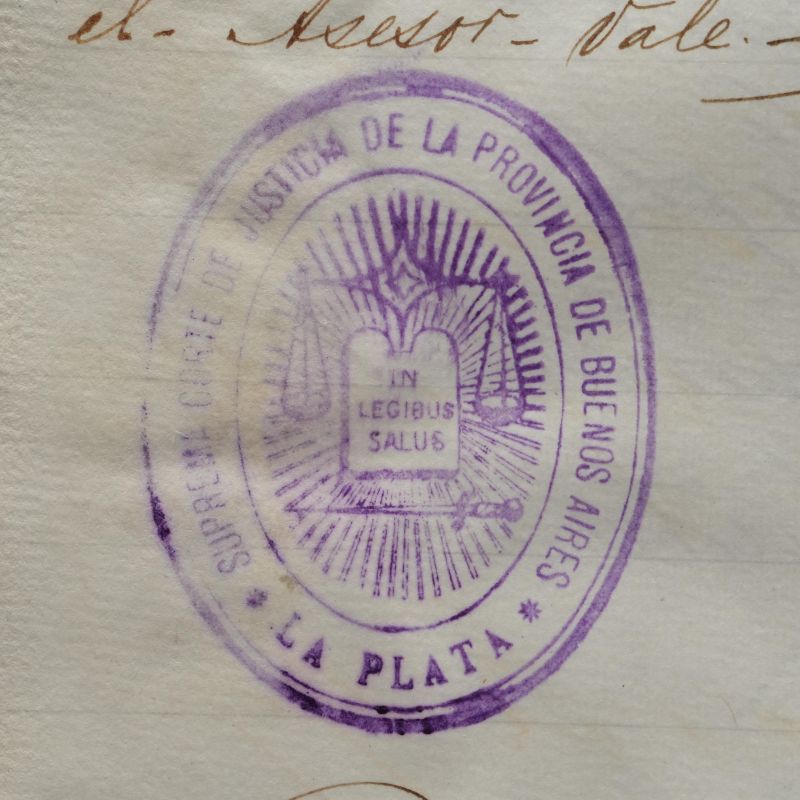 el - Asesor - Vale. -
SUPREMA CORTE DE JUSTICIA DE LA PROVINCIA DE BUENOS AIRES
IN
LEGIBUS
SALUS
* LA PLATA *